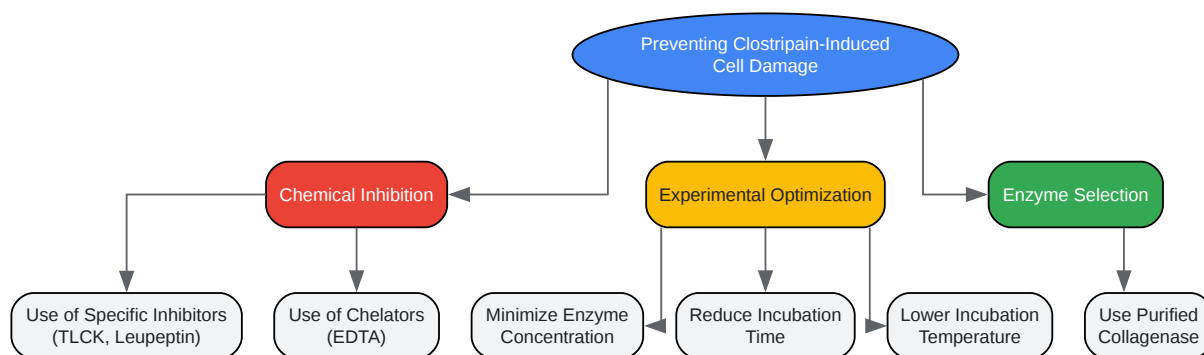 Preventing Clostripain-Induced
Cell Damage
Chemical Inhibition
Experimental Optimization
Enzyme Selection
Use of Specific Inhibitors
(TLCK, Leupeptin)
Use of Chelators
(EDTA)
Minimize Enzyme
Concentration
Reduce Incubation
Time
Lower Incubation
Temperature
Use Purified
Collagenase